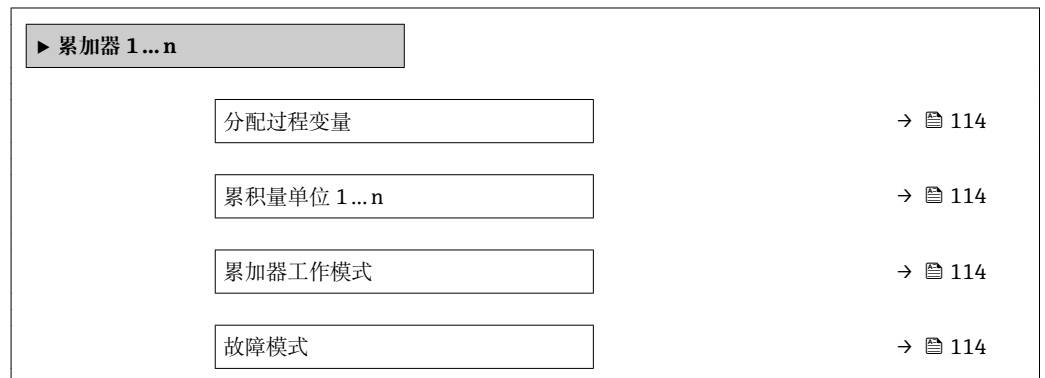 ▶ 累加器 1 … n
分配过程变量 → 🖹 114
累积量单位 1 … n → 🖹 114
累加器工作模式 → 🖹 114
故障模式 → 🖹 114